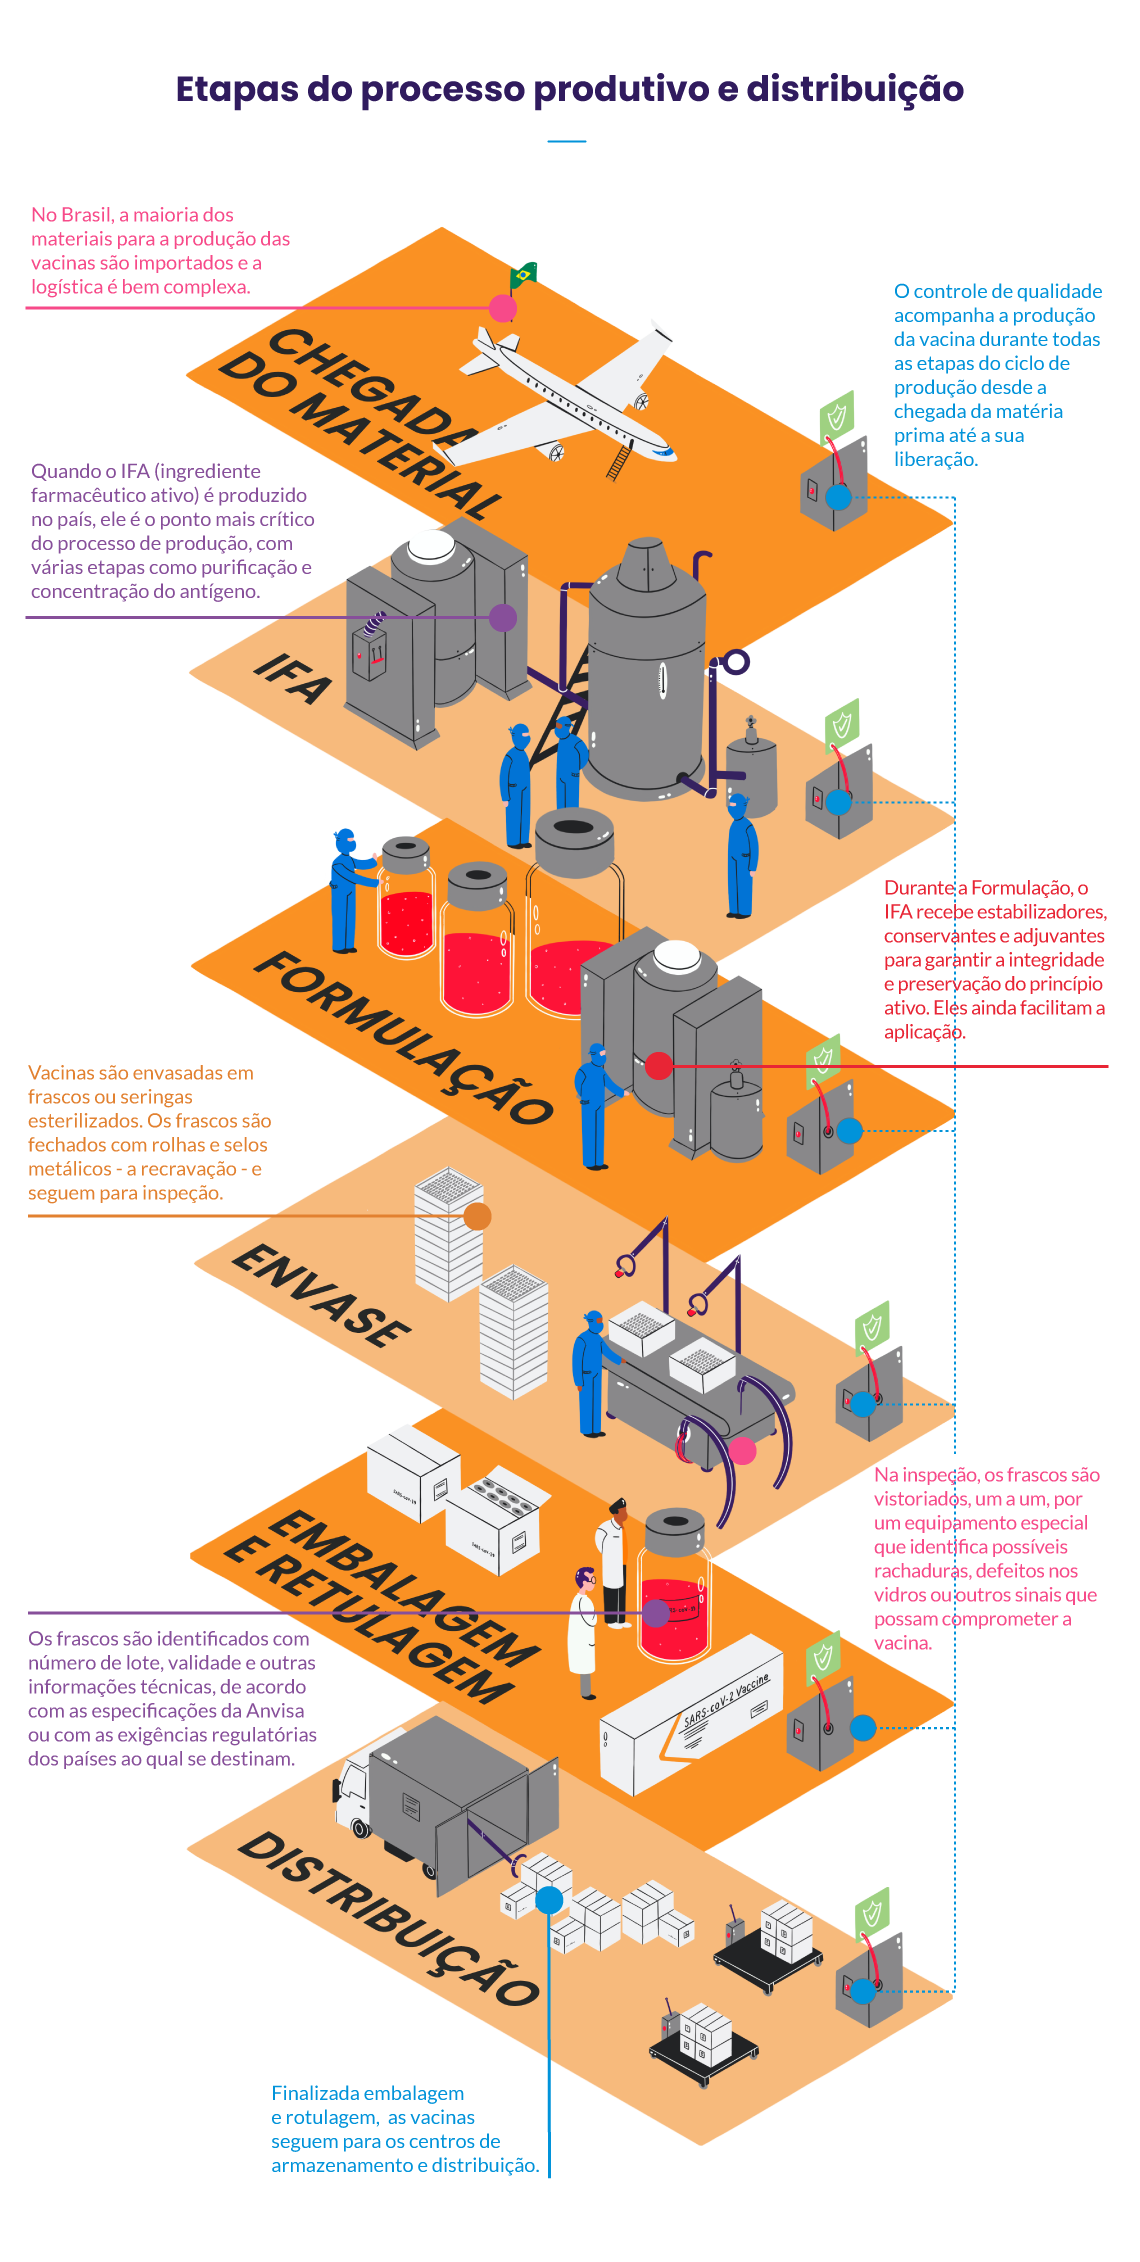 Etapas do processo produtivo e distribuição
No Brasil, a maioria dos
materiais para a produção das
vacinas são importados e a
logística é bem complexa.
O controle de qualidade
acompanha a produção
da vacina durante todas
as etapas do ciclo de
produção desde a
chegada da matéria
prima até a sua
liberação.
CHEGADA
DO MATERIAL
Quando o IFA (ingrediente
farmacêutico ativo) é produzido
no país, ele é o ponto mais crítico
do processo de produção, com
várias etapas como purificação e
concentração do antígeno.
IFA
Durante a Formulação, o
IFA recebe estabilizadores,
conservantes e adjuvantes
para garantir a integridade
e preservação do princípio
ativo. Eles ainda facilitam a
aplicação.
FORMULAÇÃO
Vacinas são envasadas em
frascos ou seringas
esterilizados. Os frascos são
fechados com rolhas e selos
metálicos - a recravação - e
seguem para inspeção.
ENVASE
Na inspeção, os frascos são
vistoriados, um a um, por
um equipamento especial
que identifica possíveis
rachaduras, defeitos nos
vidros ou outros sinais que
possam comprometer a
vacina.
EMBALAGEM
E RETULAGEM
Os frascos são identificados com
número de lote, validade e outras
informações técnicas, de acordo
com as especificações da Anvisa
ou com as exigências regulatórias
dos países ao qual se destinam.
SARS-CoV-2 Vaccine
DISTRIBUIÇÃO
Finalizada embalagem
e rotulagem, as vacinas
seguem para os centros de
armazenamento e distribuição.